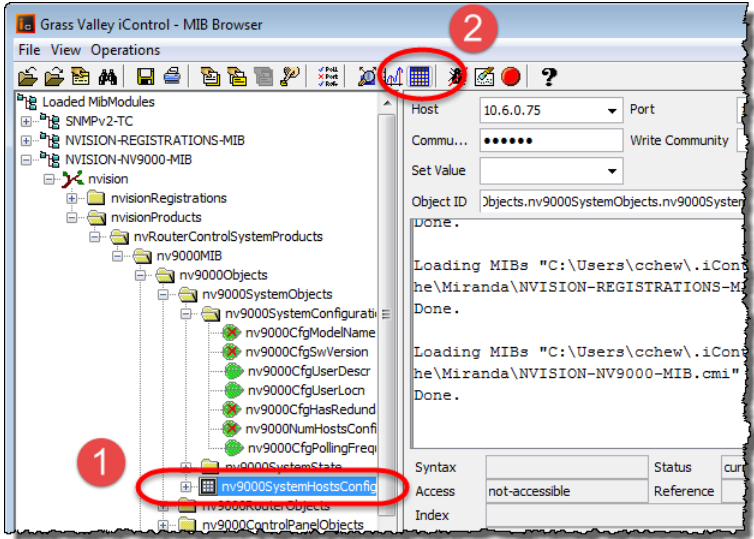 Grass Valley iControl - MIB Browser
2
File View Operations
Loaded MibModules
SNMPv2-TC
NVISION-REGISTRATIONS-MIB
NVISION-NV9000-MIB
nvision
nvisionRegistrations
nvisionProducts
nvRouterControlSystemProducts
nv9000MIB
nv9000Objects
nv9000SystemObjects
nv9000SystemConfigurati
nv9000CfgModelName
nv9000CfgSwVersion
nv9000CfgUserDescr
nv9000CfgUserLocn
nv9000CfgHasRedund
nv9000NumHostsConfi
nv9000CfgPollingFreq
1
nv9000SystemState
nv9000SystemHostsConfig
nv9000RouterObjects
nv9000ControlPanelObjects
Host 10.6.0.75 Port
Commu... •••••• Write Community
Set Value
Object ID Objects.nv9000SystemObjects.nv9000System
Done.
Loading MIBs "C:\Users\cchew\.iCont
he\Miranda\NVISION-REGISTRATIONS-M
Done.
Loading MIBs "C:\Users\cchew\.iCont
he\Miranda\NVISION-NV9000-MIB.cmi"
Done.
Syntax Status curr
Access not-accessible Reference
Index